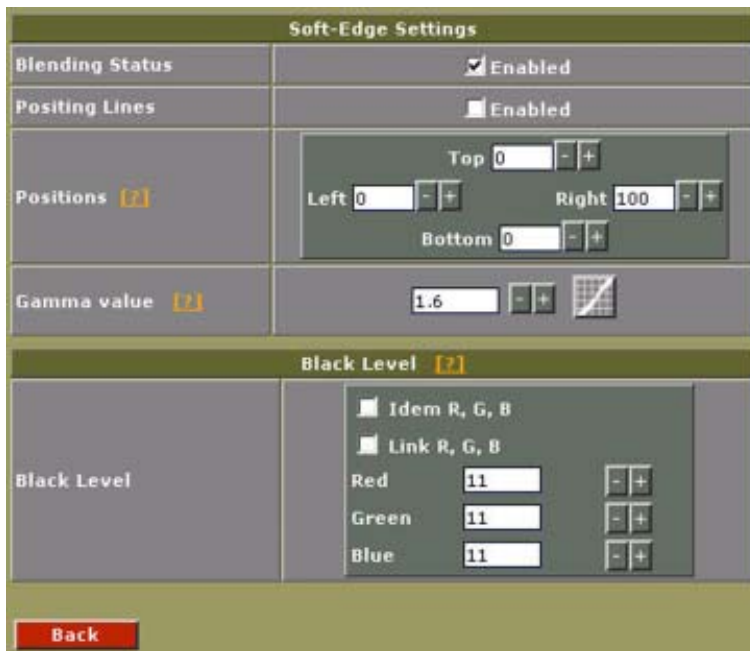 Soft-Edge Settings
Blending Status Enabled
Positing Lines Enabled
Top 0 - +
Positions [?] Left 0 - + Right 100 - +
Bottom 0 - +
Gamma value [?] 1.6 - +
Black Level [?]
Idem R, G, B
Link R, G, B
Black Level Red 11 - +
Green 11 - +
Blue 11 - +
Back